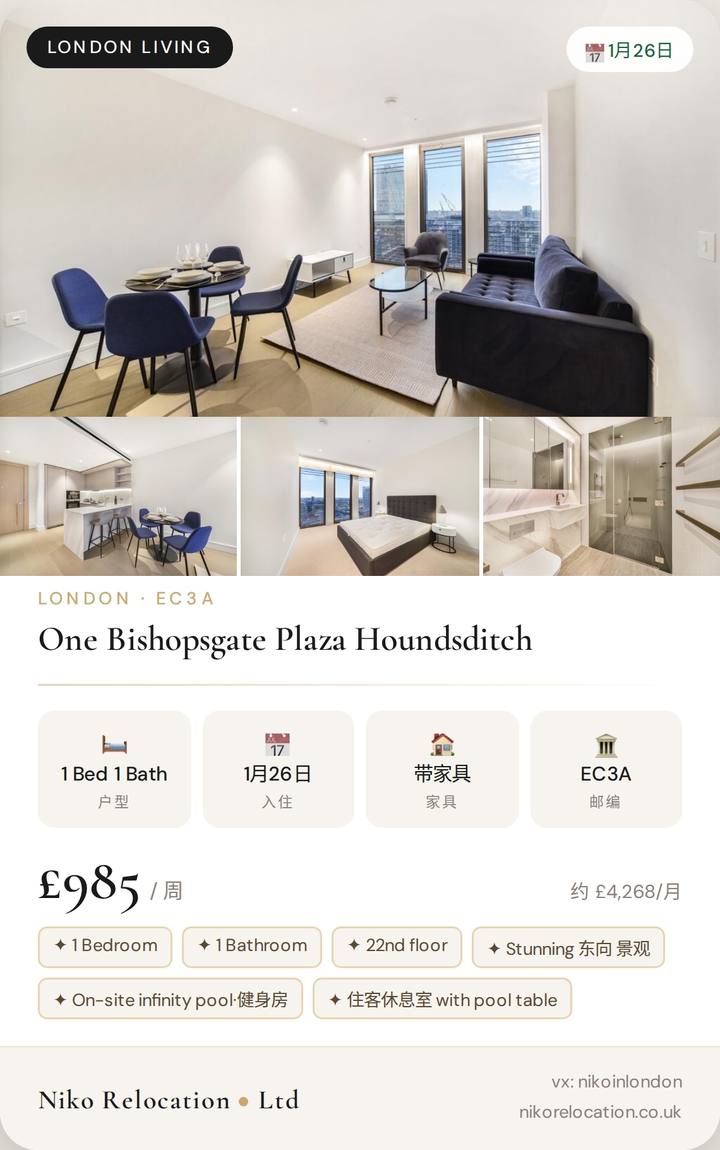 LONDON LIVING
📅 1月26日
LONDON · EC3A
One Bishopsgate Plaza Houndsditch
🛏️
1 Bed 1 Bath
户型
📅
1月26日
入住
🏠
带家具
家具
🏛️
EC3A
邮编
£985 / 周
约 £4,268/月
✦ 1 Bedroom
✦ 1 Bathroom
✦ 22nd floor
✦ Stunning 东向 景观
✦ On-site infinity pool·健身房
✦ 住客休息室 with pool table
Niko Relocation • Ltd
vx: nikoinlondon
nikorelocation.co.uk